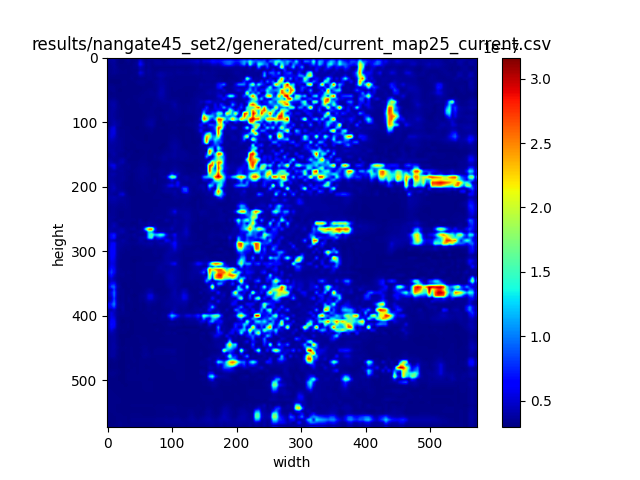 results/nangate45_set2/generated/current_map25_current.csv
1e−7
0
100
200
300
400
500
height
0 100 200 300 400 500
width
3.0
2.5
2.0
1.5
1.0
0.5